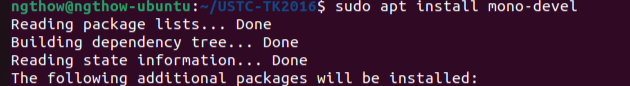 ngthow@ngthow-ubuntu:~/USTC-TK2016$ sudo apt install mono-devel
Reading package lists... Done
Building dependency tree... Done
Reading state information... Done
The following additional packages will be installed: